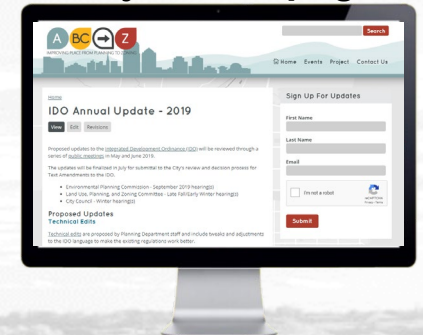 A BC Z
IMPROVING PLACE FROM PLANNING TO ZONING
Search
Home Events Project Contact Us
Home
IDO Annual Update - 2019
View Edit Revisions
Proposed updates to the Integrated Development Ordinance (IDO) will be reviewed through a
series of public meetings in May and June 2019.
The updates will be finalized in July for submittal to the City's review and decision process for
Text Amendments to the IDO.
Environmental Planning Commission - September 2019 hearing(s)
Land Use, Planning, and Zoning Committee - Late Fall/Early Winter hearing(s)
City Council - Winter hearing(s)
Proposed Updates
Technical Edits
Technical edits are proposed by Planning Department staff and include tweaks and adjustments
to the IDO language to make the existing regulations work better.
Sign Up For Updates
First Name
Last Name
Email
I'm not a robot
reCAPTCHA
Privacy - Terms
Submit